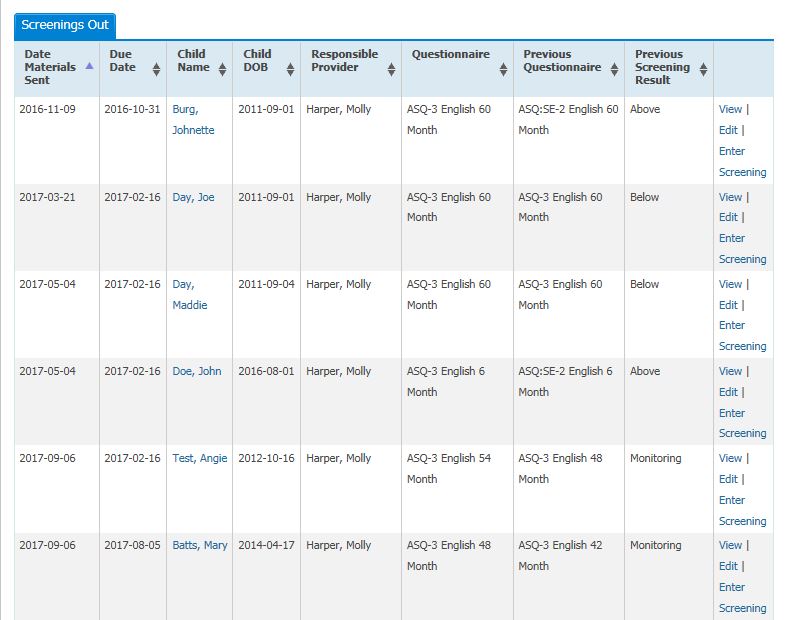 Screenings Out
Date Materials Sent | Due Date | Child Name | Child DOB | Responsible Provider | Questionnaire | Previous Questionnaire | Previous Screening Result
2016-11-09 | 2016-10-31 | Burg, Johnette | 2011-09-01 | Harper, Molly | ASQ-3 English 60 Month | ASQ:SE-2 English 60 Month | Above | View | Edit | Enter Screening
2017-03-21 | 2017-02-16 | Day, Joe | 2011-09-01 | Harper, Molly | ASQ-3 English 60 Month | ASQ-3 English 60 Month | Below | View | Edit | Enter Screening
2017-05-04 | 2017-02-16 | Day, Maddie | 2011-09-04 | Harper, Molly | ASQ-3 English 60 Month | ASQ-3 English 60 Month | Below | View | Edit | Enter Screening
2017-05-04 | 2017-02-16 | Doe, John | 2016-08-01 | Harper, Molly | ASQ-3 English 6 Month | ASQ:SE-2 English 6 Month | Above | View | Edit | Enter Screening
2017-09-06 | 2017-02-16 | Test, Angie | 2012-10-16 | Harper, Molly | ASQ-3 English 54 Month | ASQ-3 English 48 Month | Monitoring | View | Edit | Enter Screening
2017-09-06 | 2017-08-05 | Batts, Mary | 2014-04-17 | Harper, Molly | ASQ-3 English 48 Month | ASQ-3 English 42 Month | Monitoring | View | Edit | Enter Screening